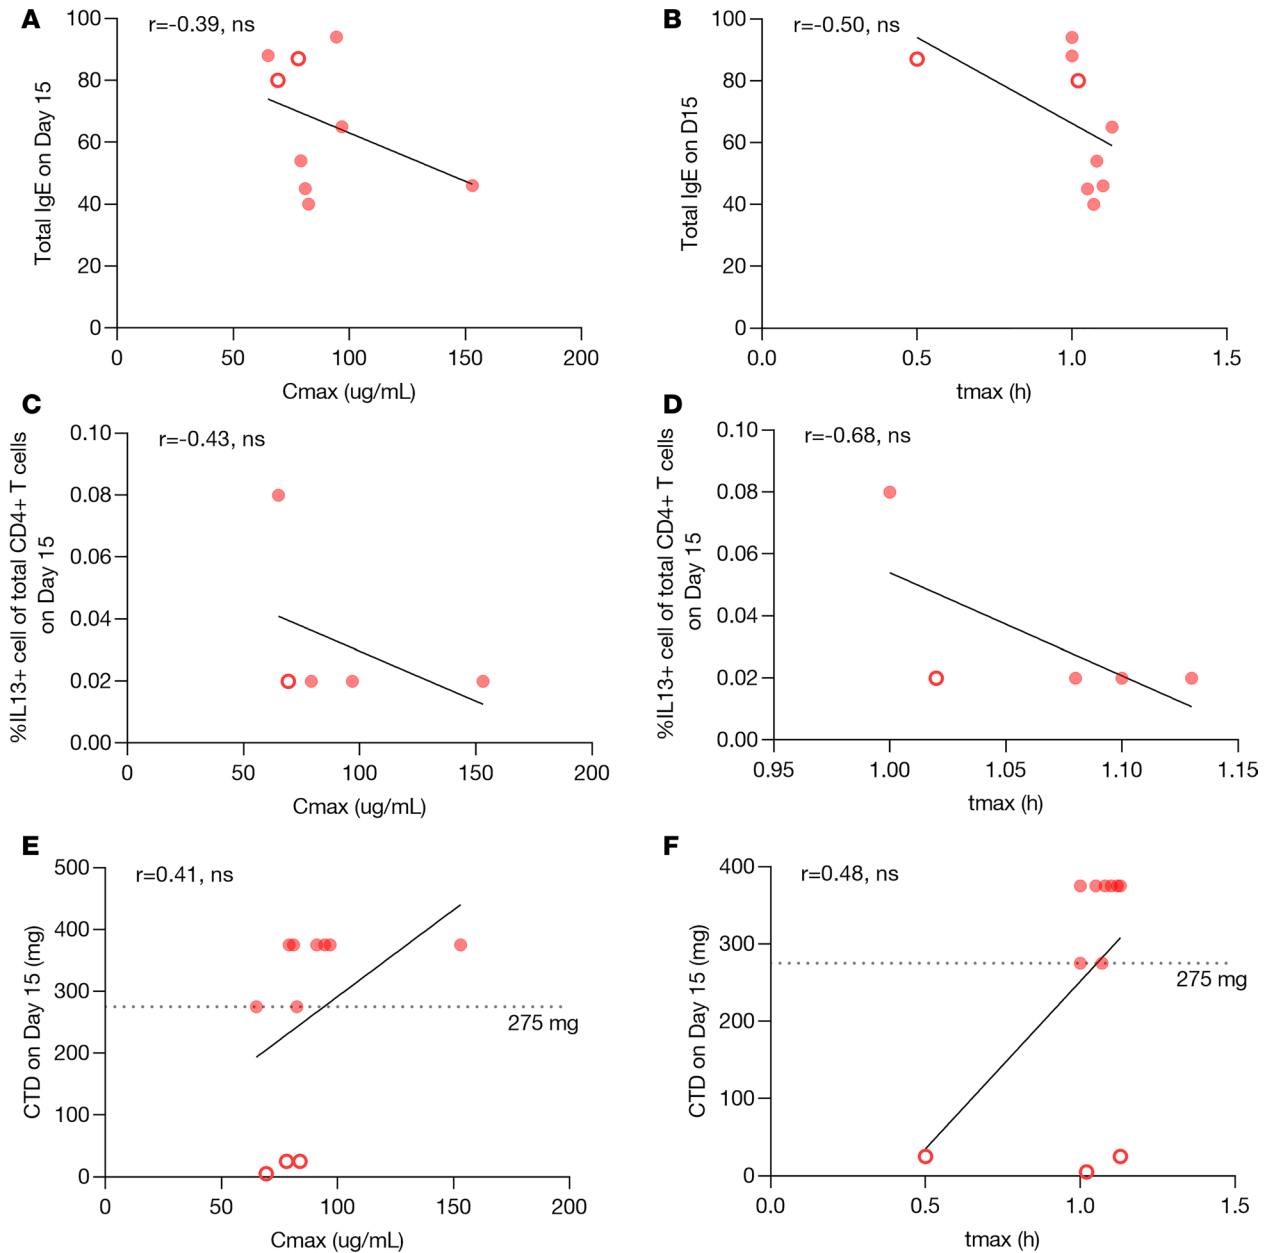 A
r=-0.39, ns
100
80
60
40
20
0
Total IgE on Day 15
0
50
100
150
200
Cmax (ug/mL)
B
r=-0.50, ns
100
80
60
40
20
0
Total IgE on D15
0.0
0.5
1.0
1.5
tmax (h)
C
r=-0.43, ns
0.10
0.08
0.06
0.04
0.02
0.00
%IL13+ cell of total CD4+ T cells
on Day 15
0
50
100
150
200
Cmax (ug/mL)
D
r=-0.68, ns
0.10
0.08
0.06
0.04
0.02
0.00
%IL13+ cell of total CD4+ T cells
on Day 15
0.95
1.00
1.05
1.10
1.15
tmax (h)
E
r=0.41, ns
500
400
300
200
100
0
CTD on Day 15 (mg)
275 mg
0
50
100
150
200
Cmax (ug/mL)
F
r=0.48, ns
400
300
200
100
0
CTD on Day 15 (mg)
275 mg
0.0
0.5
1.0
1.5
tmax (h)